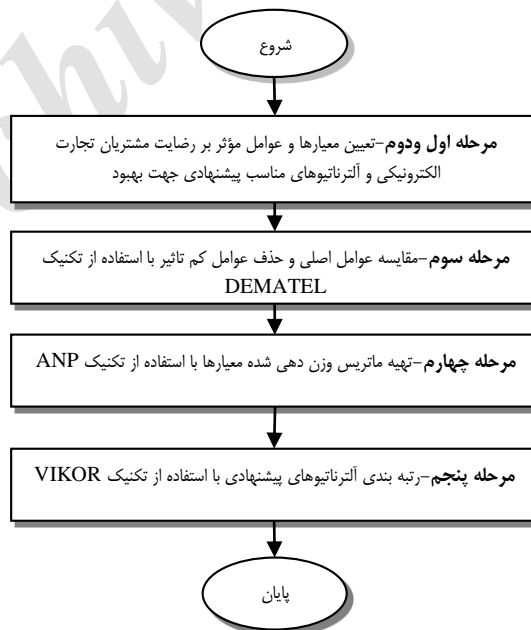 شروع
مرحله اول ودوم-تعیین معیارها و عوامل مؤثر بر رضایت مشتریان تجارت
الکترونیکی و آلترناتیوهای مناسب پیشنهادی جهت بهبود
مرحله سوم-مقایسه عوامل اصلی و حذف عوامل کم تاثیر با استفاده از تکنیک
DEMATEL
مرحله چهارم-تهیه ماتریس وزن دهی شده معیارها با استفاده از تکنیک ANP
مرحله پنجم-رتبه بندی آلترناتیوهای پیشنهادی با استفاده از تکنیک VIKOR
پایان